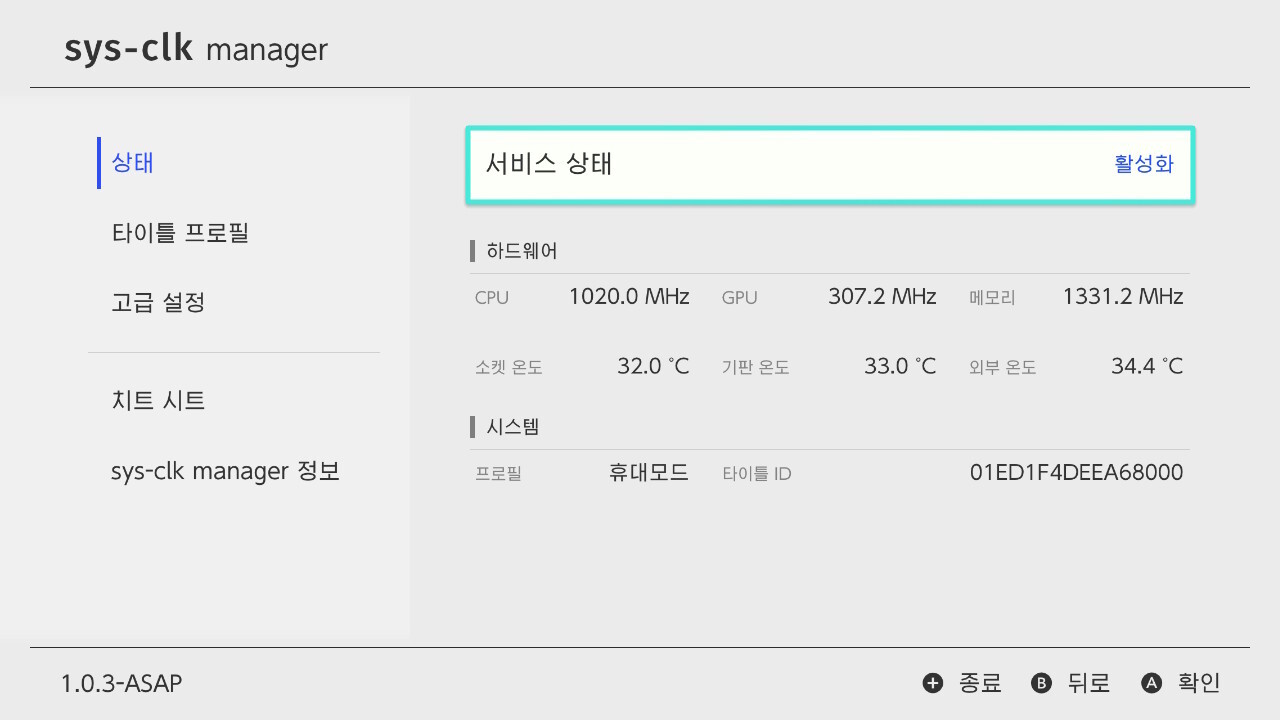 sys-clk manager
상태
타이틀 프로필
고급 설정
치트 시트
sys-clk manager 정보
서비스 상태 활성화
하드웨어
CPU 1020.0 MHz GPU 307.2 MHz 메모리 1331.2 MHz
소켓 온도 32.0 °C 기판 온도 33.0 °C 외부 온도 34.4 °C
시스템
프로필 휴대모드 타이틀 ID 01ED1F4DEEA68000
1.0.3-ASAP
+ 종료 B 뒤로 A 확인